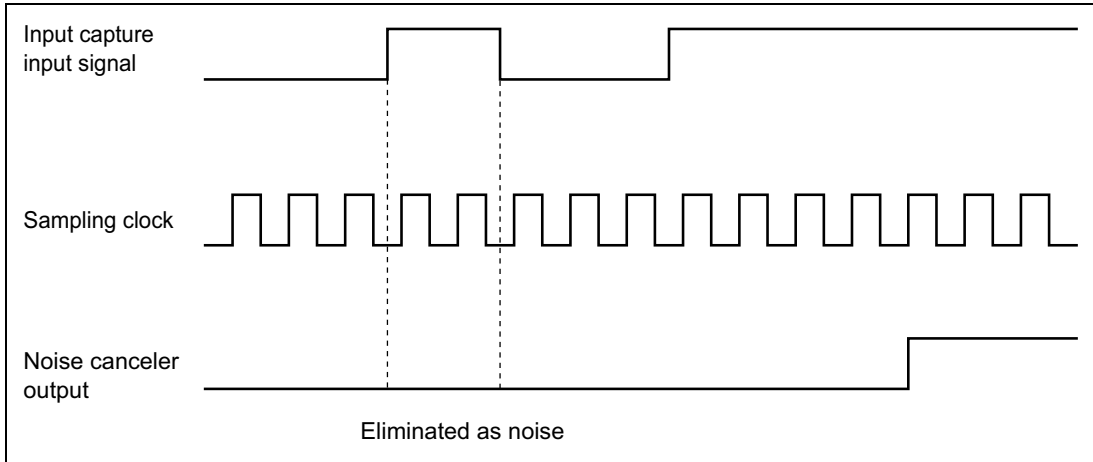 Input capture
input signal
Sampling clock
Noise canceler
output
Eliminated as noise